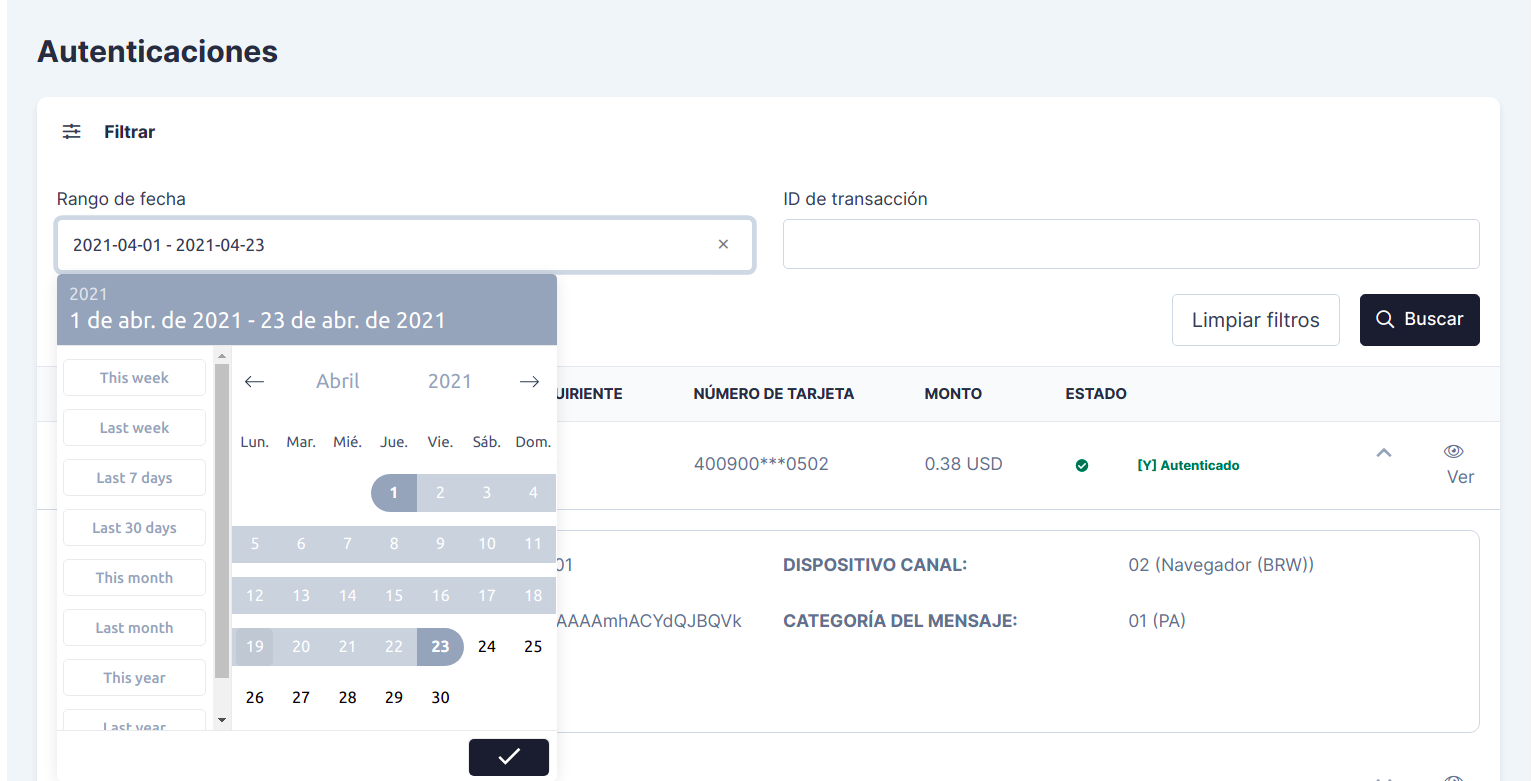 Autenticaciones
Filtrar
Rango de fecha
ID de transacción
2021-04-01 - 2021-04-23
2021
1 de abr. de 2021 - 23 de abr. de 2021
Limpiar filtros
Buscar
This week
Last week
Last 7 days
Last 30 days
This month
Last month
This year
Last year
Abril 2021
Lun. Mar. Mié. Jue. Vie. Sáb. Dom.
1 2 3 4
5 6 7 8 9 10 11
12 13 14 15 16 17 18
19 20 21 22 23 24 25
26 27 28 29 30
UIRIENTE NÚMERO DE TARJETA MONTO ESTADO
400900***0502 0.38 USD [Y] Autenticado Ver
01 DISPOSITIVO CANAL: 02 (Navegador (BRW))
AAAAmhACYdQJBQVk CATEGORÍA DEL MENSAJE: 01 (PA)